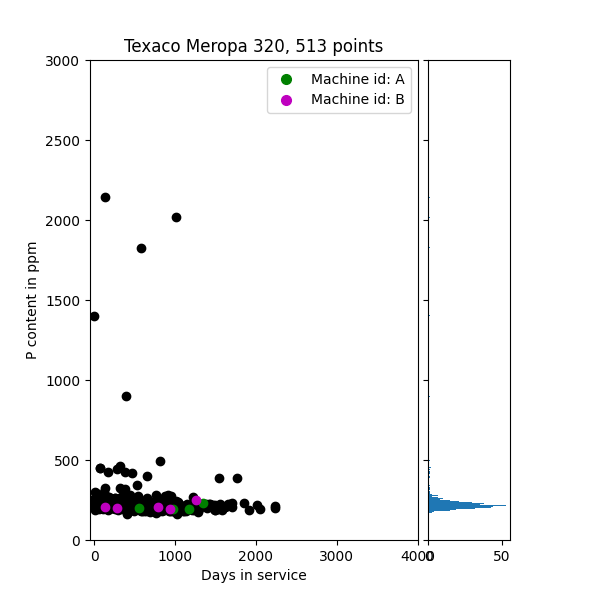 Texaco Meropa 320, 513 points
Machine id: A
Machine id: B
P content in ppm
3000
2500
2000
1500
1000
500
0
0
1000
2000
3000
4000
0
50
Days in service